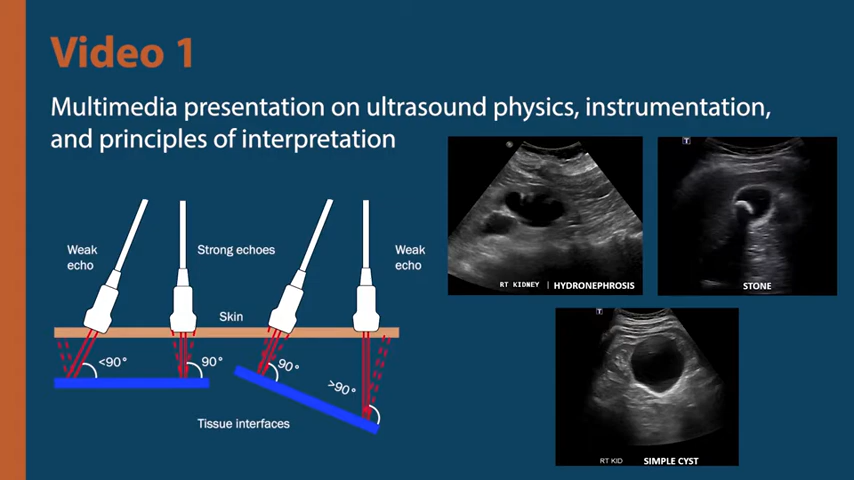 Video 1
Multimedia presentation on ultrasound physics, instrumentation,
and principles of interpretation
Weak
echo
Strong echoes
Weak
echo
Skin
<90°
90°
90°
>90°
Tissue interfaces
RT KIDNEY
HYDRONEPHROSIS
T
STONE
T
RT KID
SIMPLE CYST